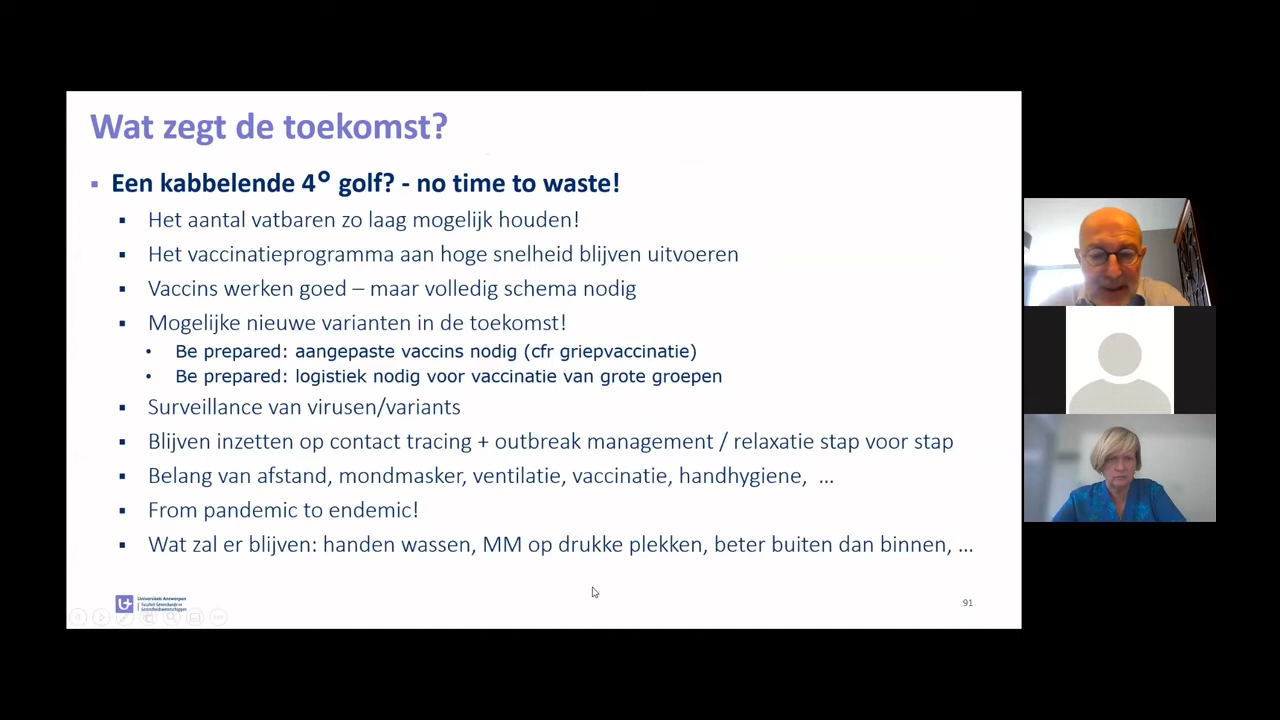 Wat zegt de toekomst?
Een kabbelende 4° golf? - no time to waste!
Het aantal vatbaren zo laag mogelijk houden!
Het vaccinatieprogramma aan hoge snelheid blijven uitvoeren
Vaccins werken goed – maar volledig schema nodig
Mogelijke nieuwe varianten in de toekomst!
Be prepared: aangepaste vaccins nodig (cfr griepvaccinatie)
Be prepared: logistiek nodig voor vaccinatie van grote groepen
Surveillance van virusen/variants
Blijven inzetten op contact tracing + outbreak management / relaxatie stap voor stap
Belang van afstand, mondmasker, ventilatie, vaccinatie, handhygiene, ...
From pandemic to endemic!
Wat zal er blijven: handen wassen, MM op drukke plekken, beter buiten dan binnen, ...
Universiteit Antwerpen
Faculteit Geneeskunde en
Gezondheidswetenschappen
91